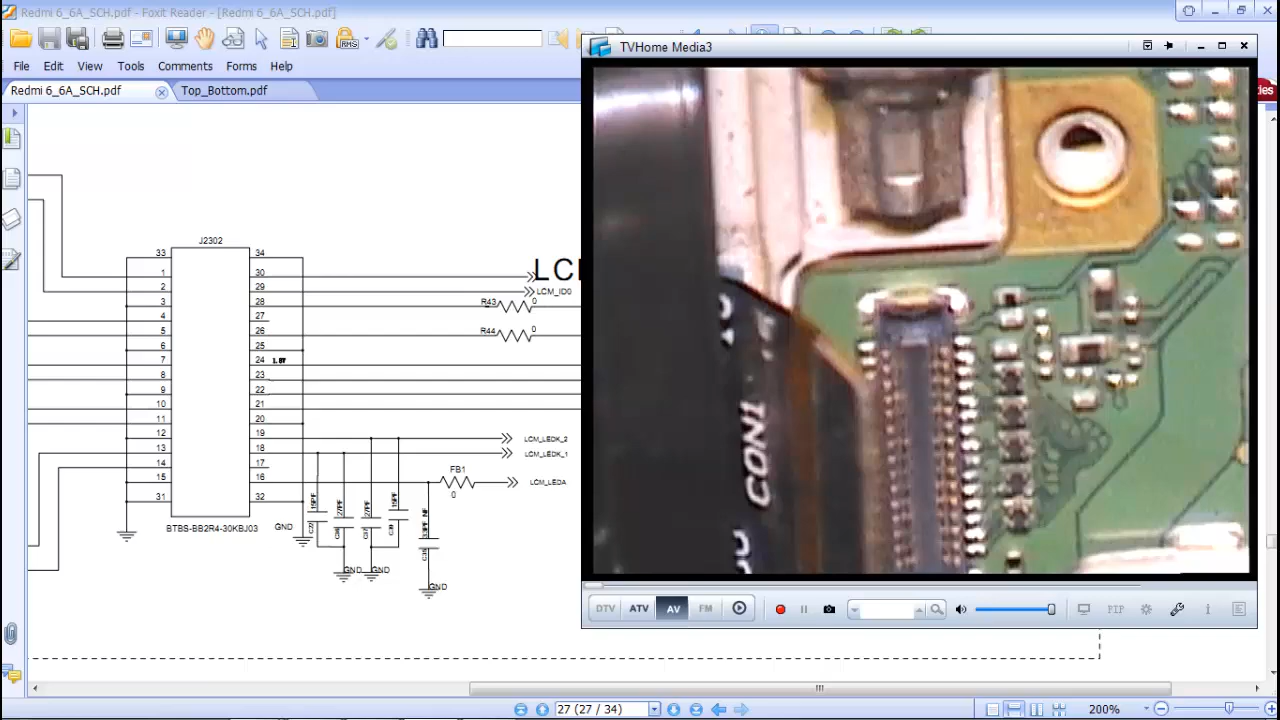 Redmi 6_6A_SCH.pdf - Foxit Reader - [Redmi 6_6A_SCH.pdf]
File Edit View Tools Comments Forms Help
Redmi 6_6A_SCH.pdf Top_Bottom.pdf
TVHome Media3
J2302
33 34
1 30
2 29 LCM_ID0
3 28 R43 0
4 27
5 26 R44 0
6 25
7 24
8 23
9 22
10 21
11 20
12 19 LCM_LEDK_2
13 18 LCM_LEDK_1
14 17 FB1
15 16 LCM_LEDA
0
31 32
BTBS-BB2R4-30KBJ03
GND
GND GND
GND
CONI
DTV ATV AV FM PIP
27 (27 / 34)
200%